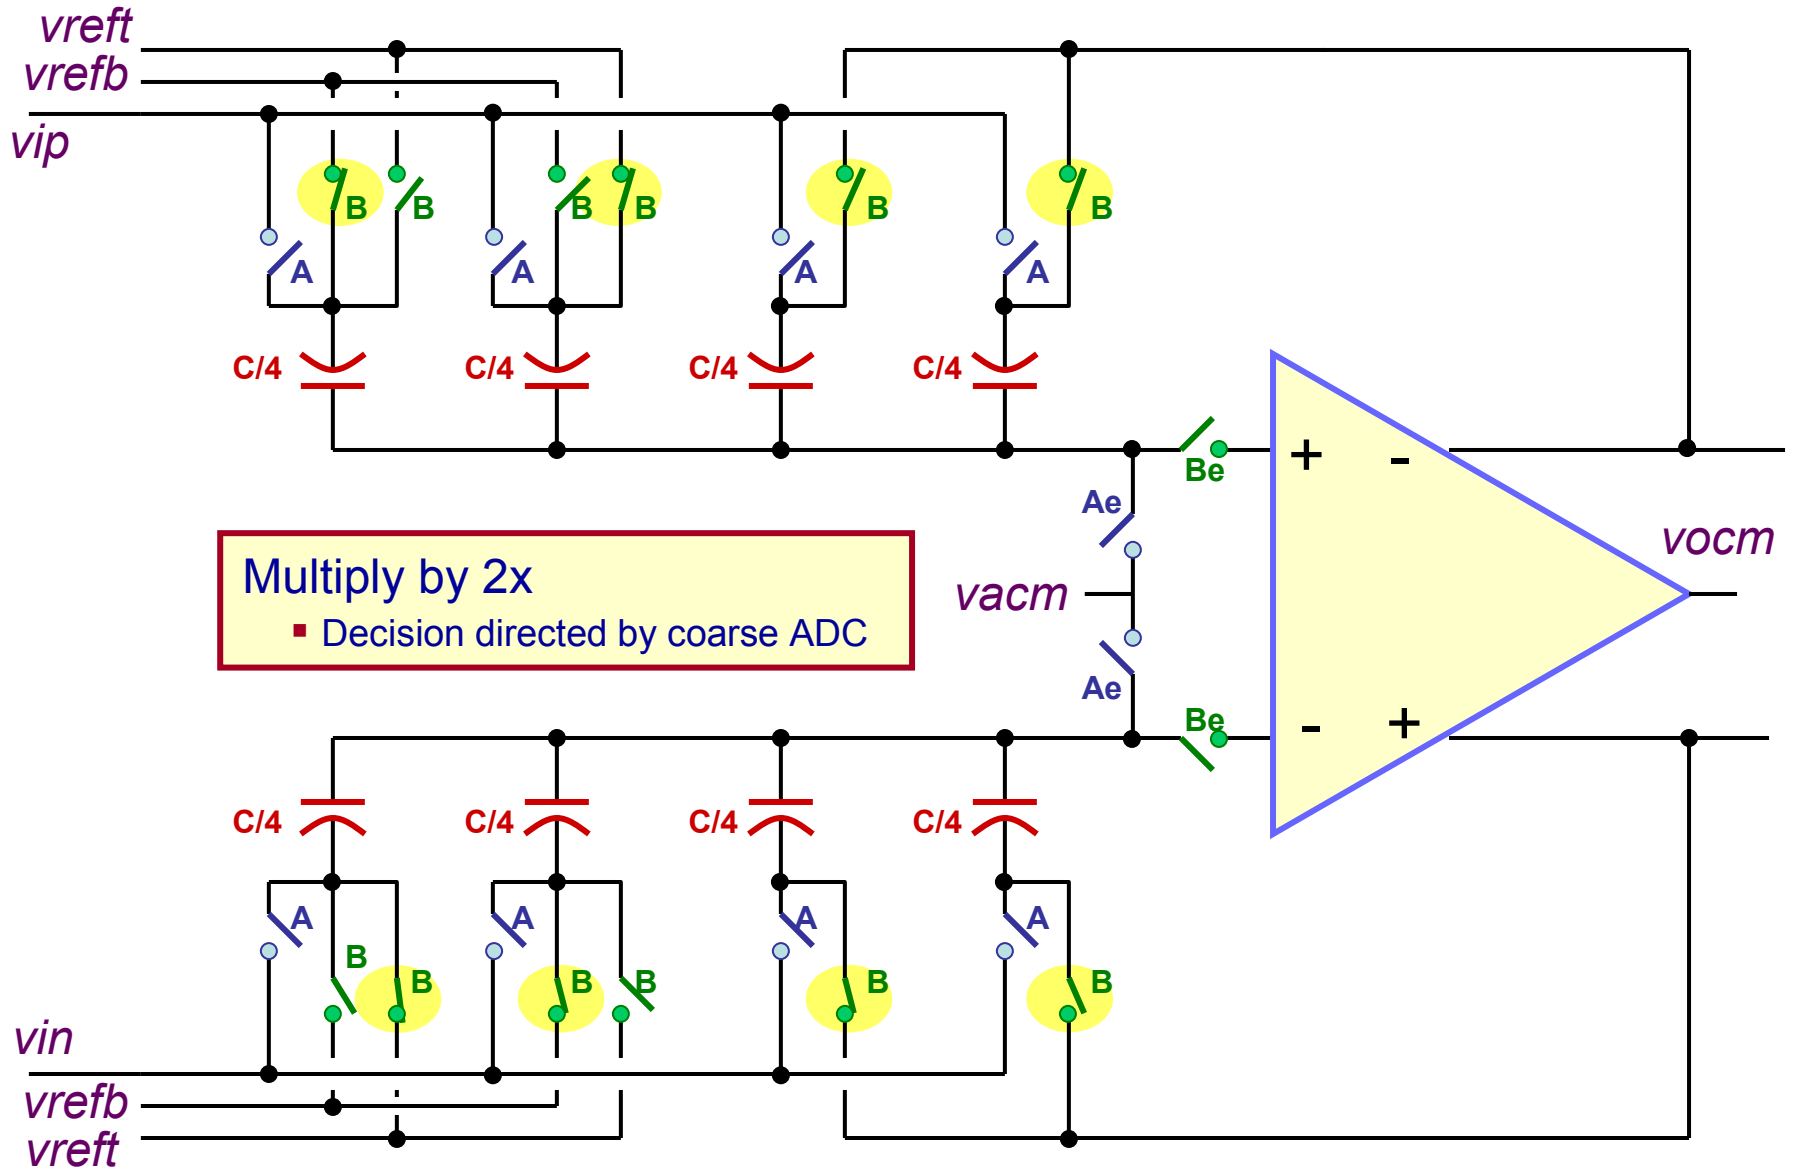 vreft
vrefb
vip
B B B B B B
A A A A
C/4 C/4 C/4 C/4
+ -
Be
Ae
Multiply by 2x
▪ Decision directed by coarse ADC
vacm
vocm
Ae
Be
- +
C/4 C/4 C/4 C/4
A A A A
B B B B B B
vin
vrefb
vreft